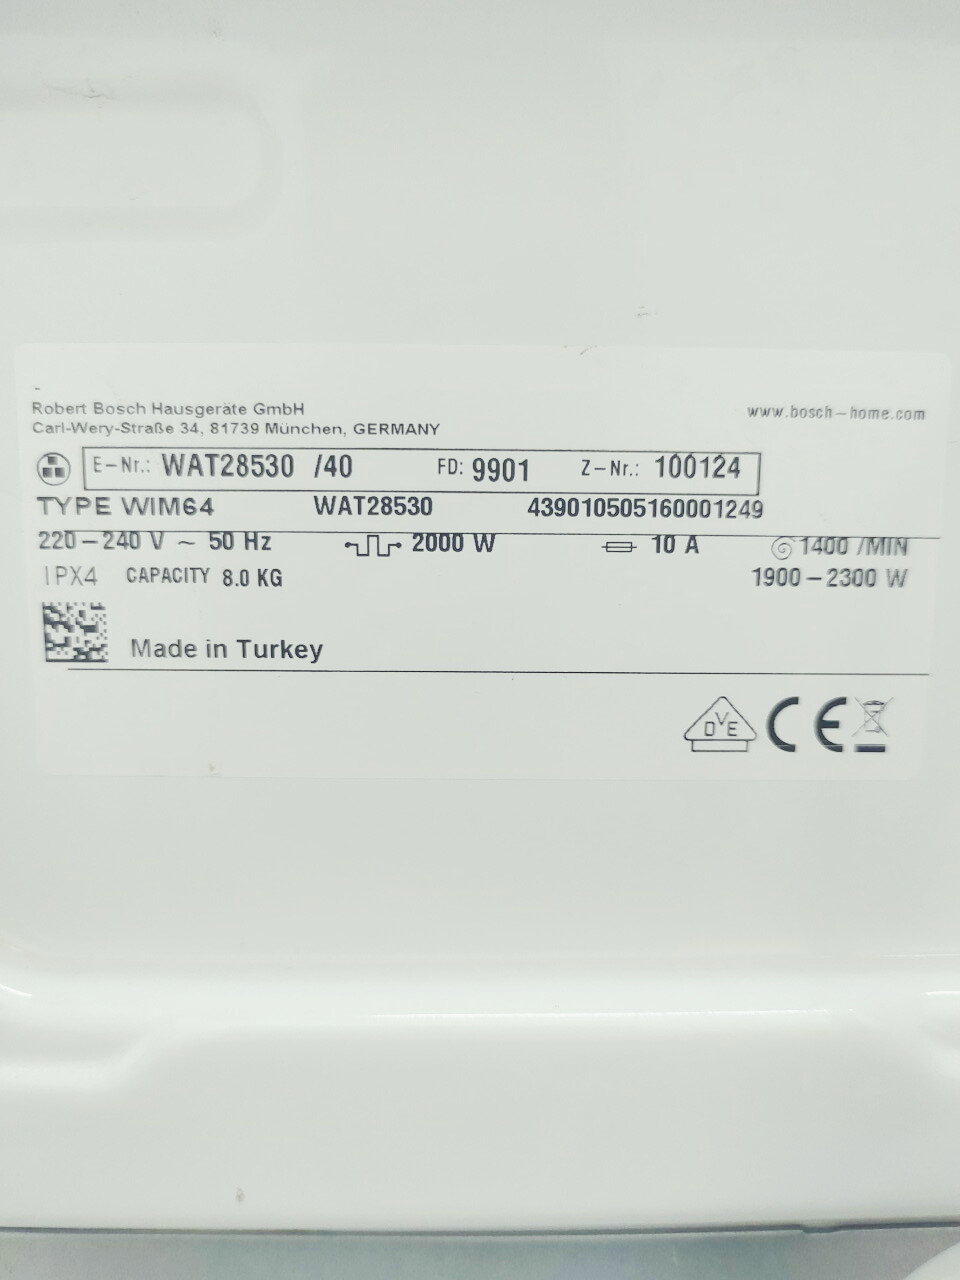 Robert Bosch Hausgeräte GmbH
www.bosch-home.com
Carl-Wery-Straße 34, 81739 München, GERMANY
E-Nr.: WAT28530 /40 FD: 9901 Z-Nr.: 100124
TYPE WIM64 WAT28530 439010505160001249
220-240 V ~ 50 Hz 2000 W 10 A 1400 /MIN
IPX4 CAPACITY 8.0 KG 1900-2300 W
Made in Turkey
DVE CE